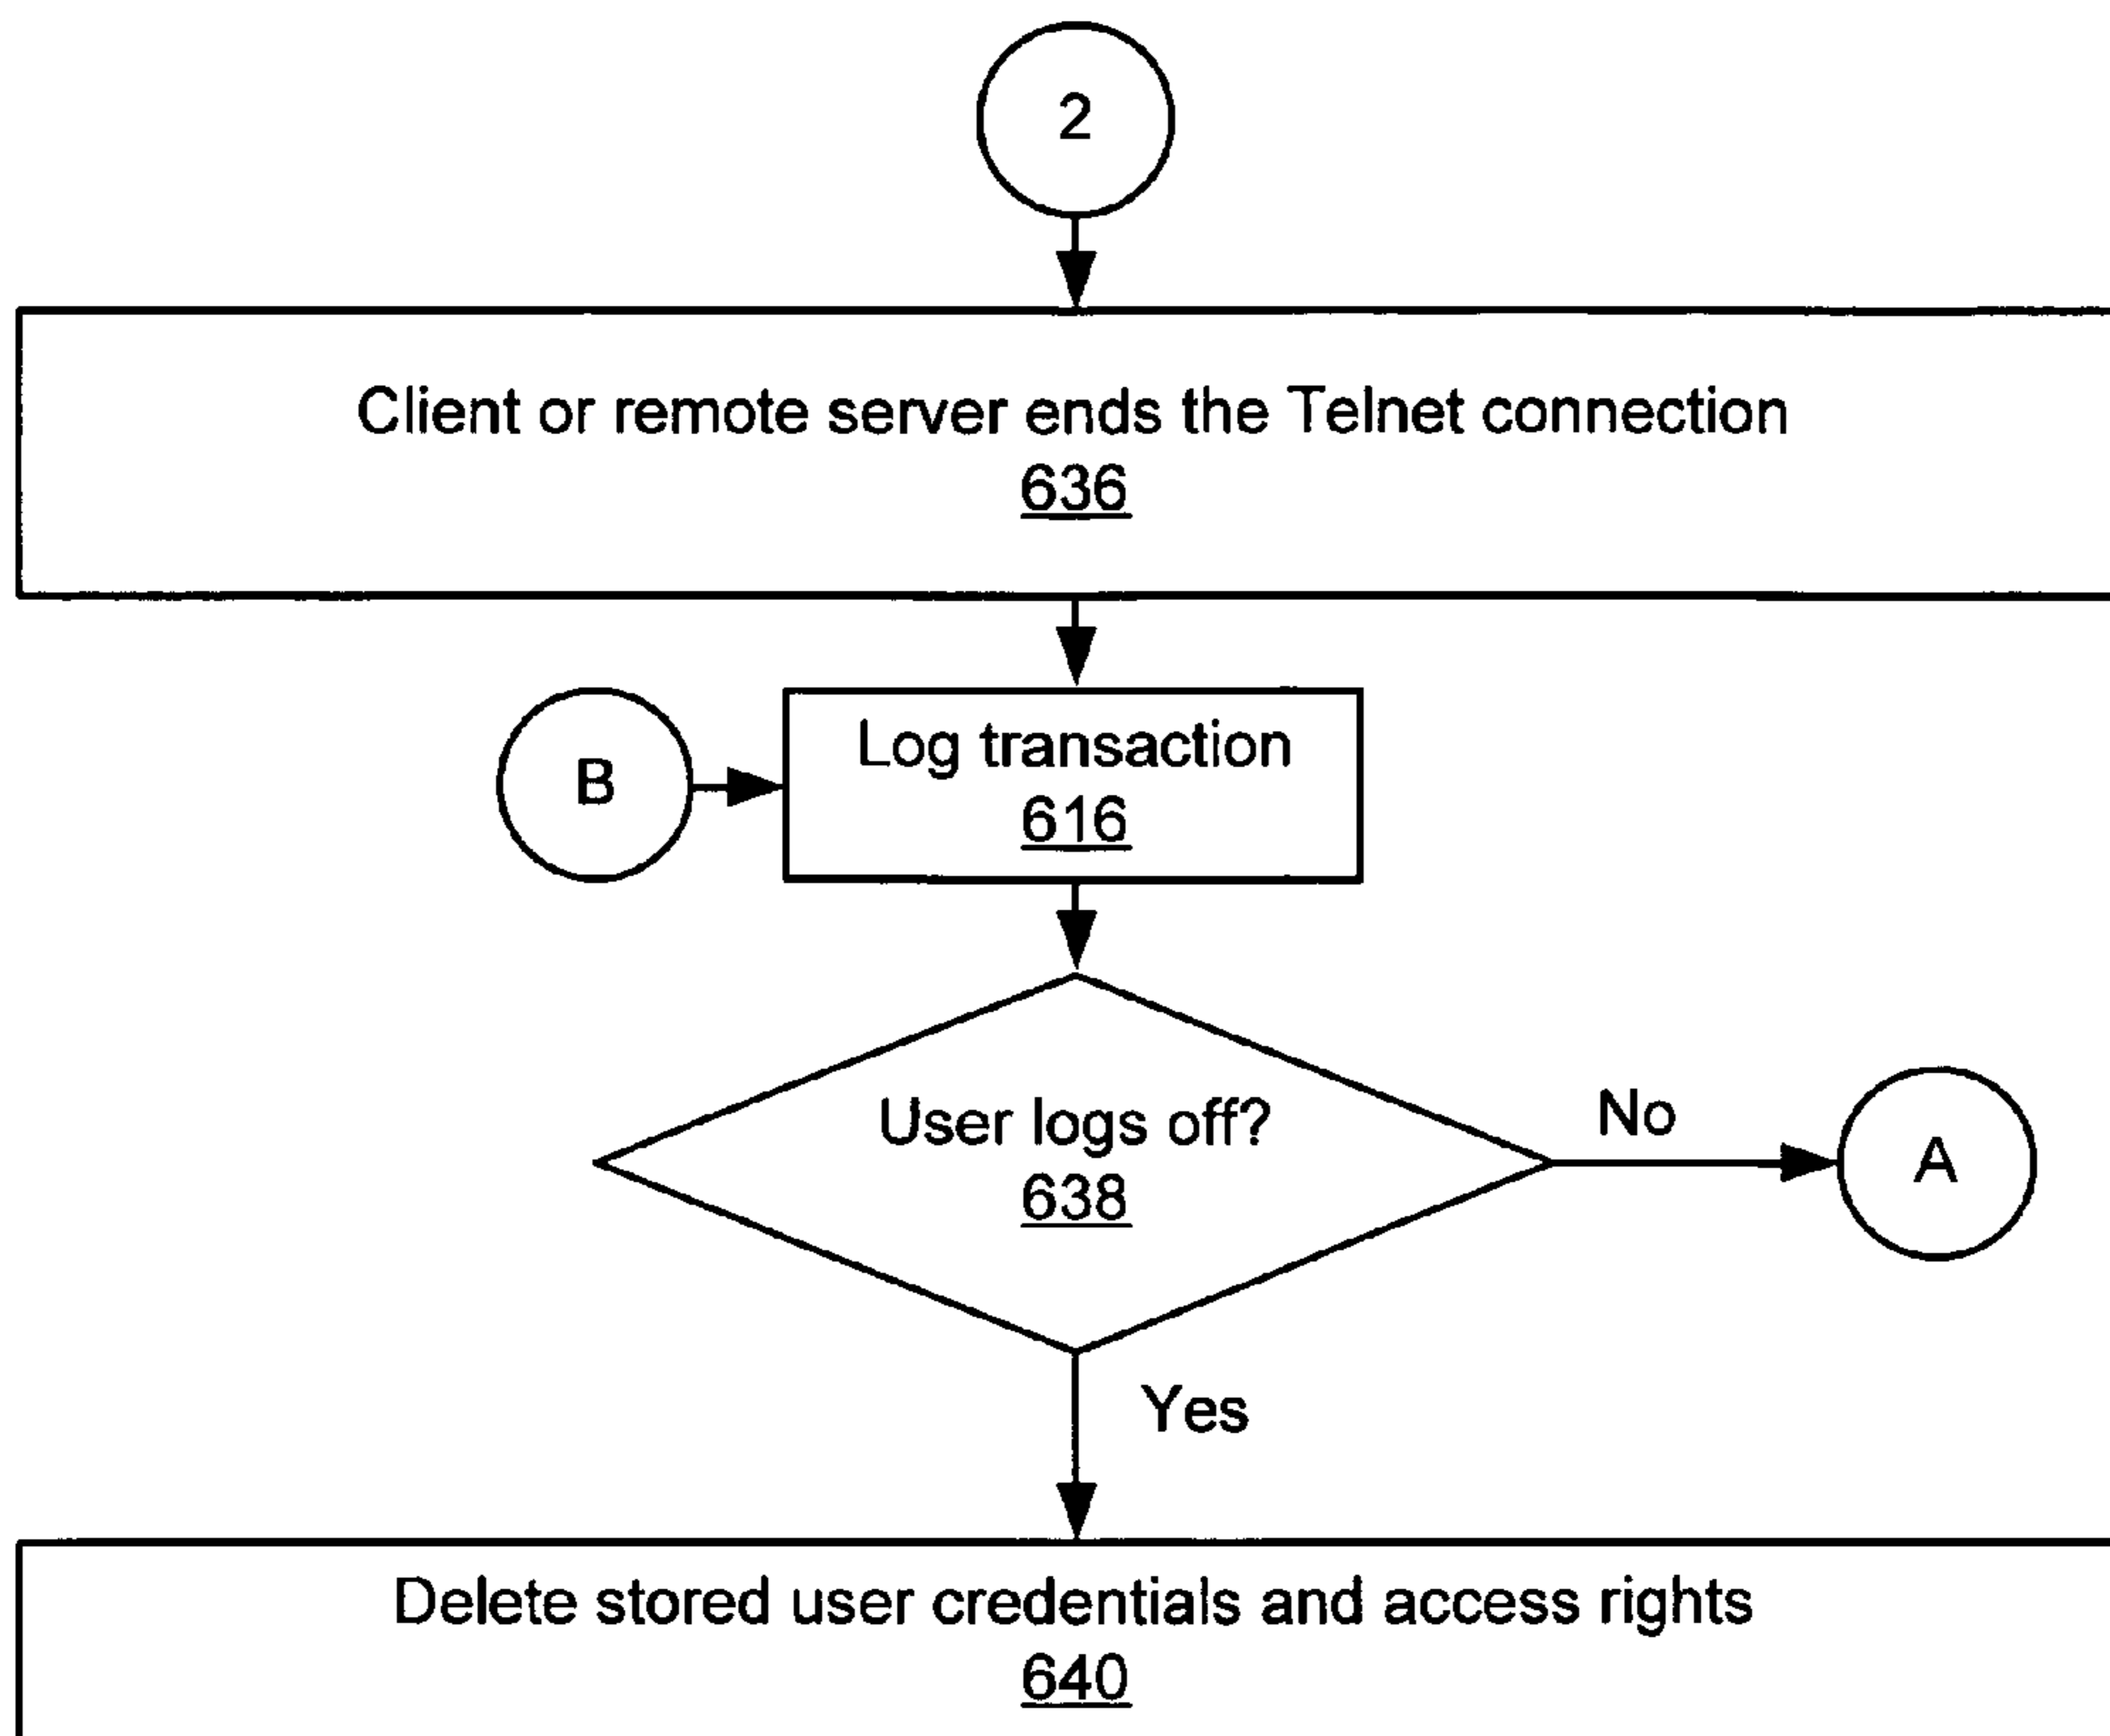 2
Client or remote server ends the Telnet connection
636
B
Log transaction
616
User logs off?
638
No
A
Yes
Delete stored user credentials and access rights
640